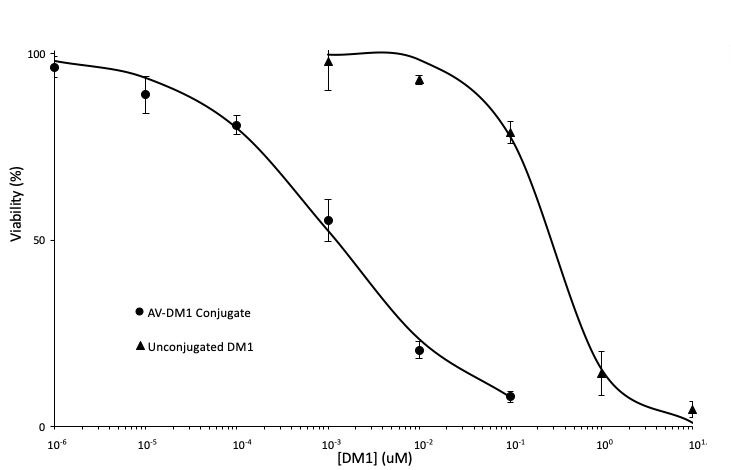 100
Viability (%)
50
AV-DM1 Conjugate
Unconjugated DM1
0
10-6 10-5 10-4 10-3 10-2 10-1 100 101.
[DM1] (uM)